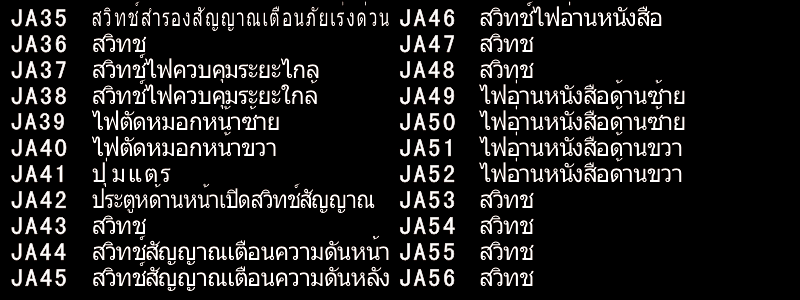 JA35 สวิทช์สำรองสัญญาณเตือนภัยเร่งด่วน
JA36 สวิทช
JA37 สวิทช์ไฟควบคุมระยะไกล
JA38 สวิทช์ไฟควบคุมระยะใกล้
JA39 ไฟตัดหมอกหน้าซ้าย
JA40 ไฟตัดหมอกหน้าขวา
JA41 ปุ่มแตร
JA42 ประตูหด้านหน้าเปิดสวิทช์สัญญาณ
JA43 สวิทช
JA44 สวิทช์สัญญาณเตือนความดันหน้า
JA45 สวิทช์สัญญาณเตือนความดันหลัง
JA46 สวิทช์ไฟอ่านหนังสือ
JA47 สวิทช
JA48 สวิทช
JA49 ไฟอ่านหนังสือด้านซ้าย
JA50 ไฟอ่านหนังสือด้านซ้าย
JA51 ไฟอ่านหนังสือด้านขวา
JA52 ไฟอ่านหนังสือด้านขวา
JA53 สวิทช
JA54 สวิทช
JA55 สวิทช
JA56 สวิทช